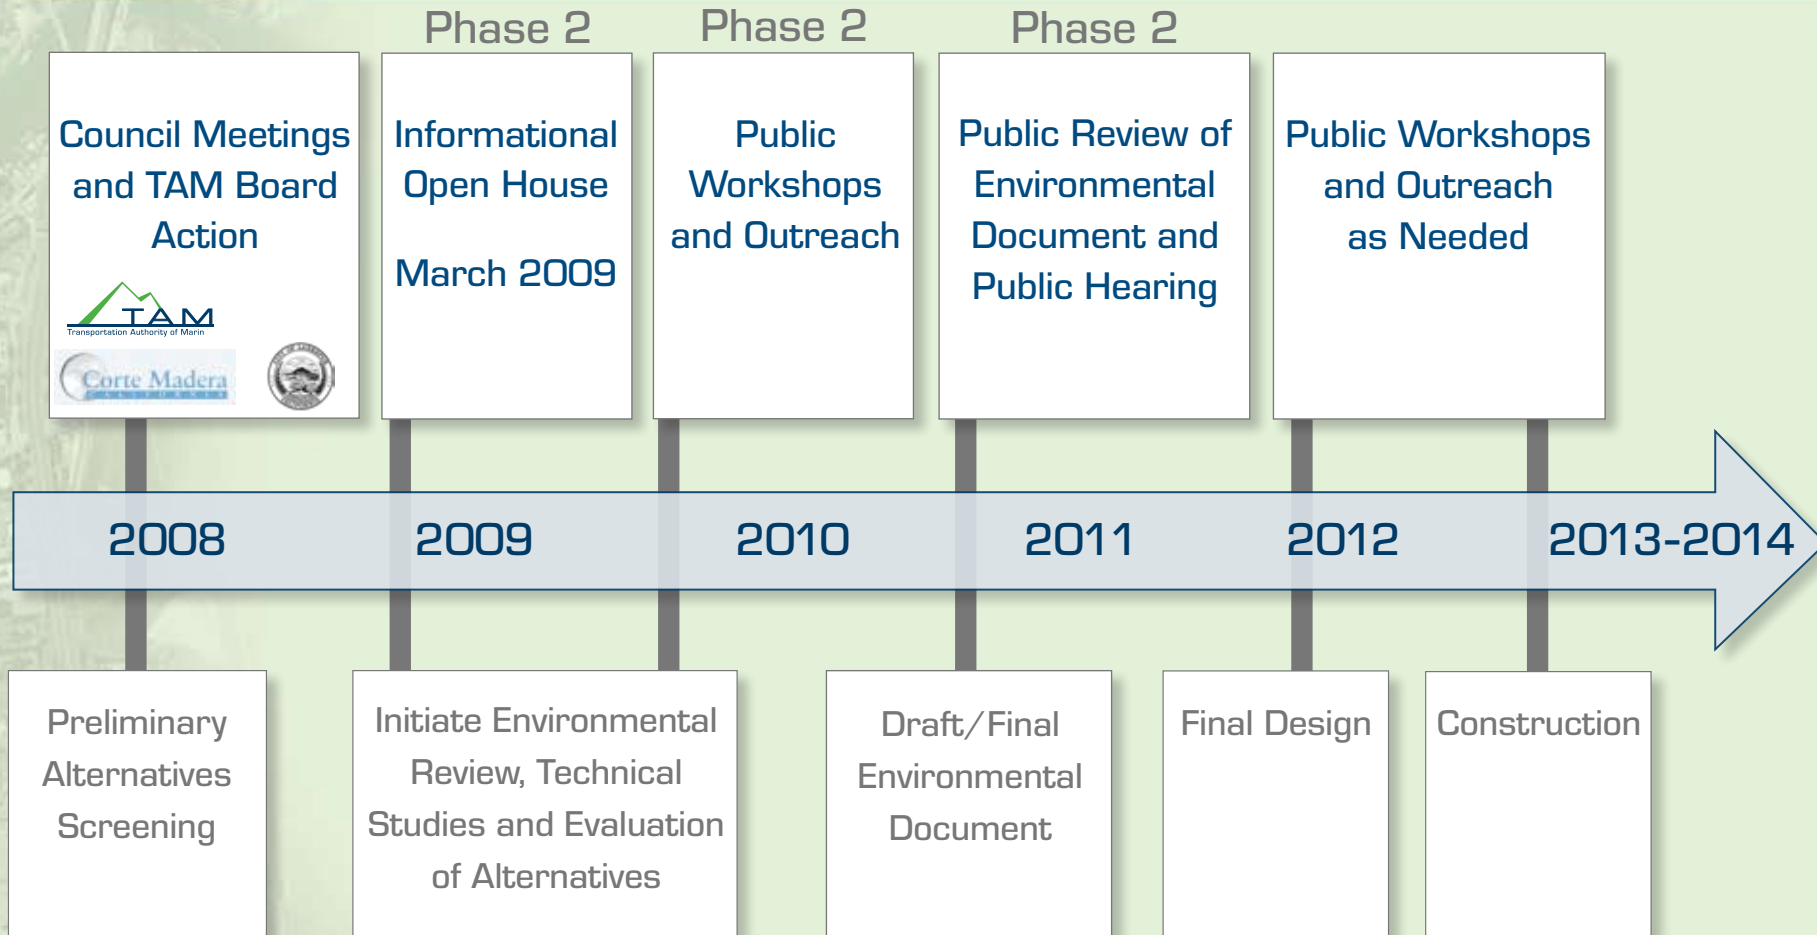 Phase 2
Phase 2
Phase 2
Council Meetings
and TAM Board
Action
TAM
Transportation Authority of Marin
Corte Madera
CALIFORNIA
Informational
Open House
March 2009
Public
Workshops
and Outreach
Public Review of
Environmental
Document and
Public Hearing
Public Workshops
and Outreach
as Needed
2008
2009
2010
2011
2012
2013-2014
Preliminary
Alternatives
Screening
Initiate Environmental
Review, Technical
Studies and Evaluation
of Alternatives
Draft/Final
Environmental
Document
Final Design
Construction